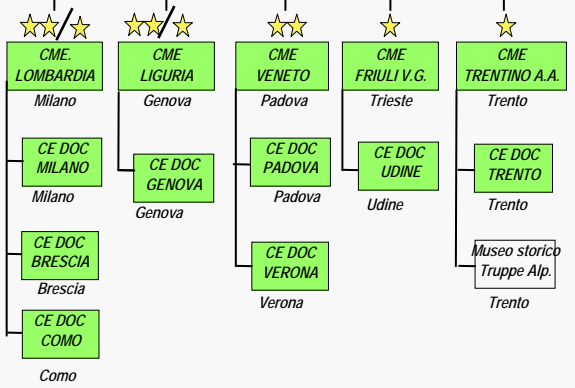 CME.
LOMBARDIA
Milano
CE DOC
MILANO
Milano
CE DOC
BRESCIA
Brescia
CE DOC
COMO
Como
CME
LIGURIA
Genova
CE DOC
GENOVA
Genova
CME
VENETO
Padova
CE DOC
PADOVA
Padova
CE DOC
VERONA
Verona
CME
FRIULI V.G.
Trieste
CE DOC
UDINE
Udine
CME
TRENTINO A.A.
Trento
CE DOC
TRENTO
Trento
Museo storico
Truppe Alp.
Trento